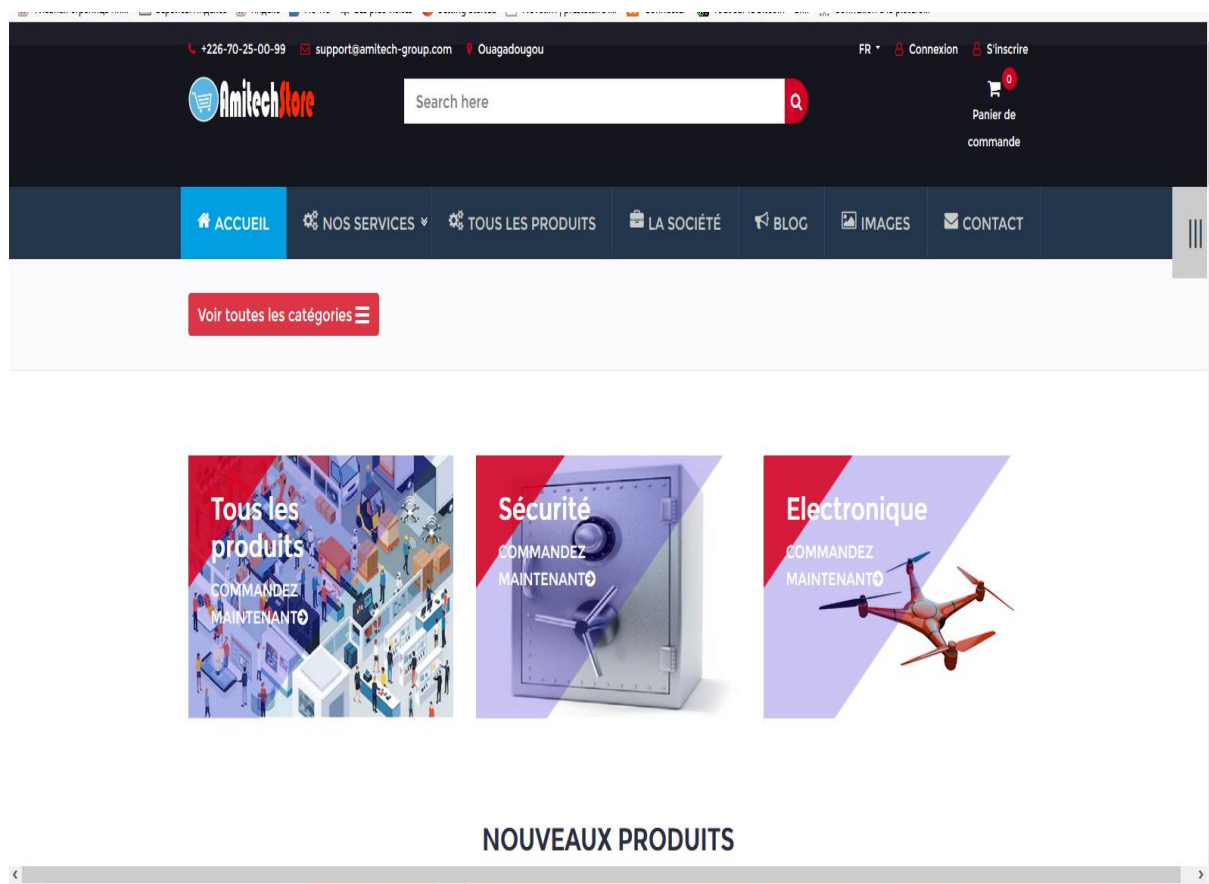 +226-70-25-00-99 support@amitech-group.com Ouagadougou FR Connexion S'inscrire
AmitechStore
Search here
0
Panier de
commande
ACCUEIL NOS SERVICES TOUS LES PRODUITS LA SOCIÉTÉ BLOG IMAGES CONTACT
Voir toutes les catégories
Tous les
produits
COMMANDEZ
MAINTENANT
Sécurité
COMMANDEZ
MAINTENANT
Electronique
COMMANDEZ
MAINTENANT
NOUVEAUX PRODUITS